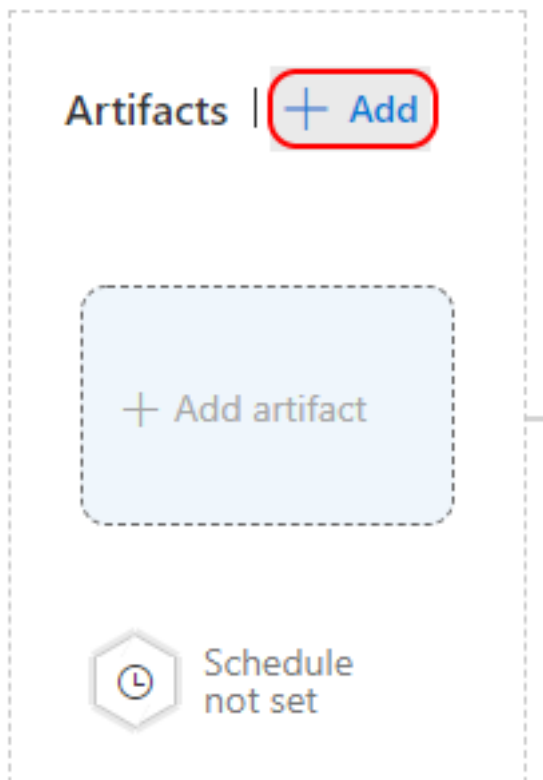 Artifacts | + Add
+ Add artifact
Schedule
not set